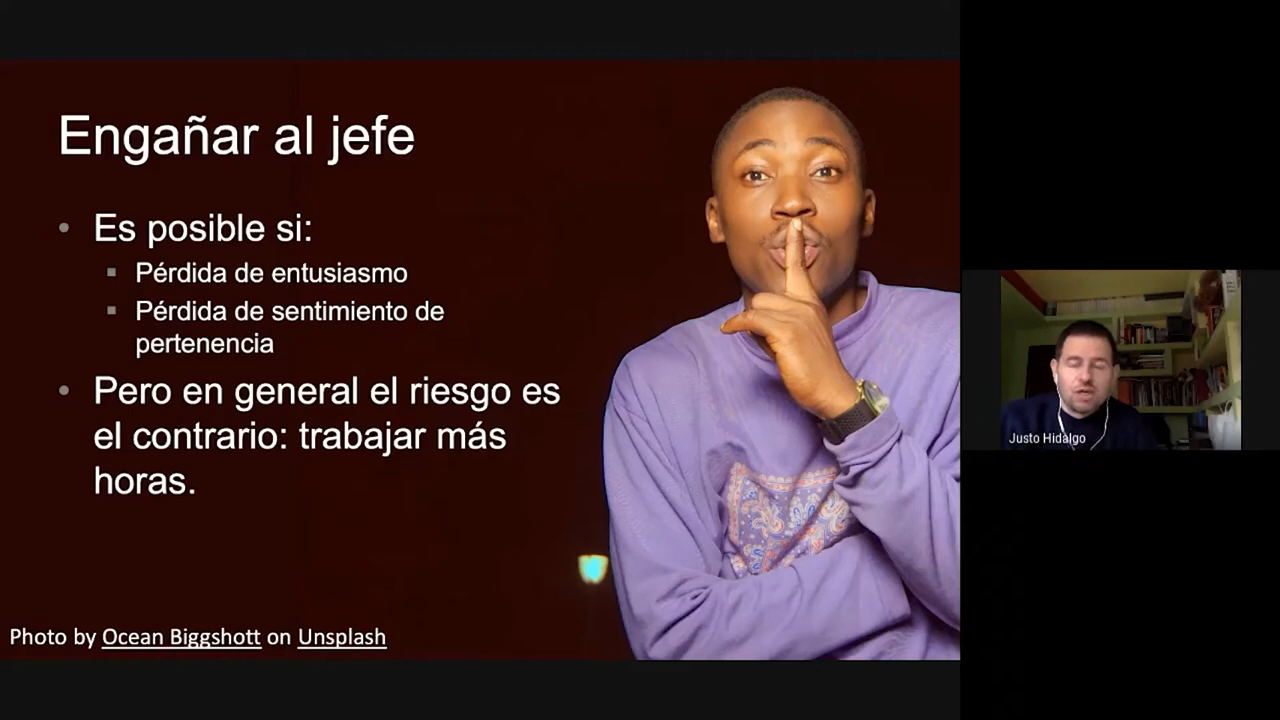 Engañar al jefe
• Es posible si:
▪ Pérdida de entusiasmo
▪ Pérdida de sentimiento de
pertenencia
• Pero en general el riesgo es
el contrario: trabajar más
horas.
Photo by Ocean Biggshott on Unsplash
Justo Hidalgo